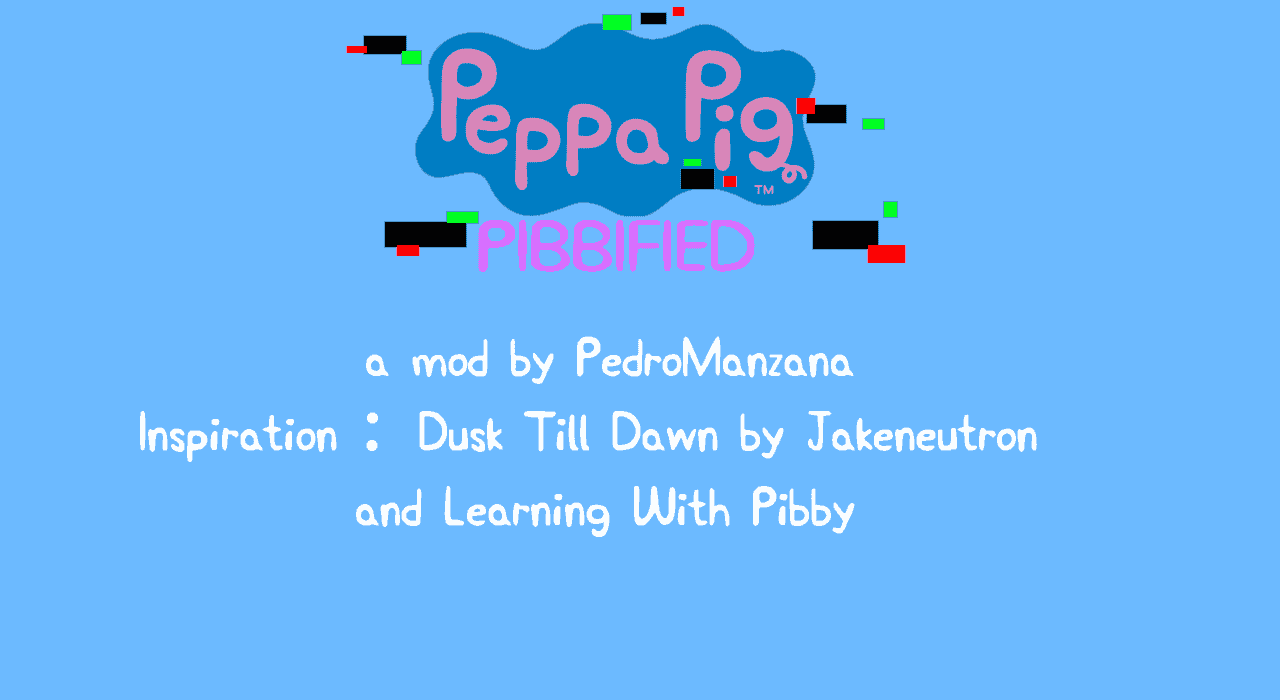 Peppa Pig
TM
PIBBIFIED
a mod by PedroManzana
Inspiration : Dusk Till Dawn by Jakeneutron
and Learning With Pibby